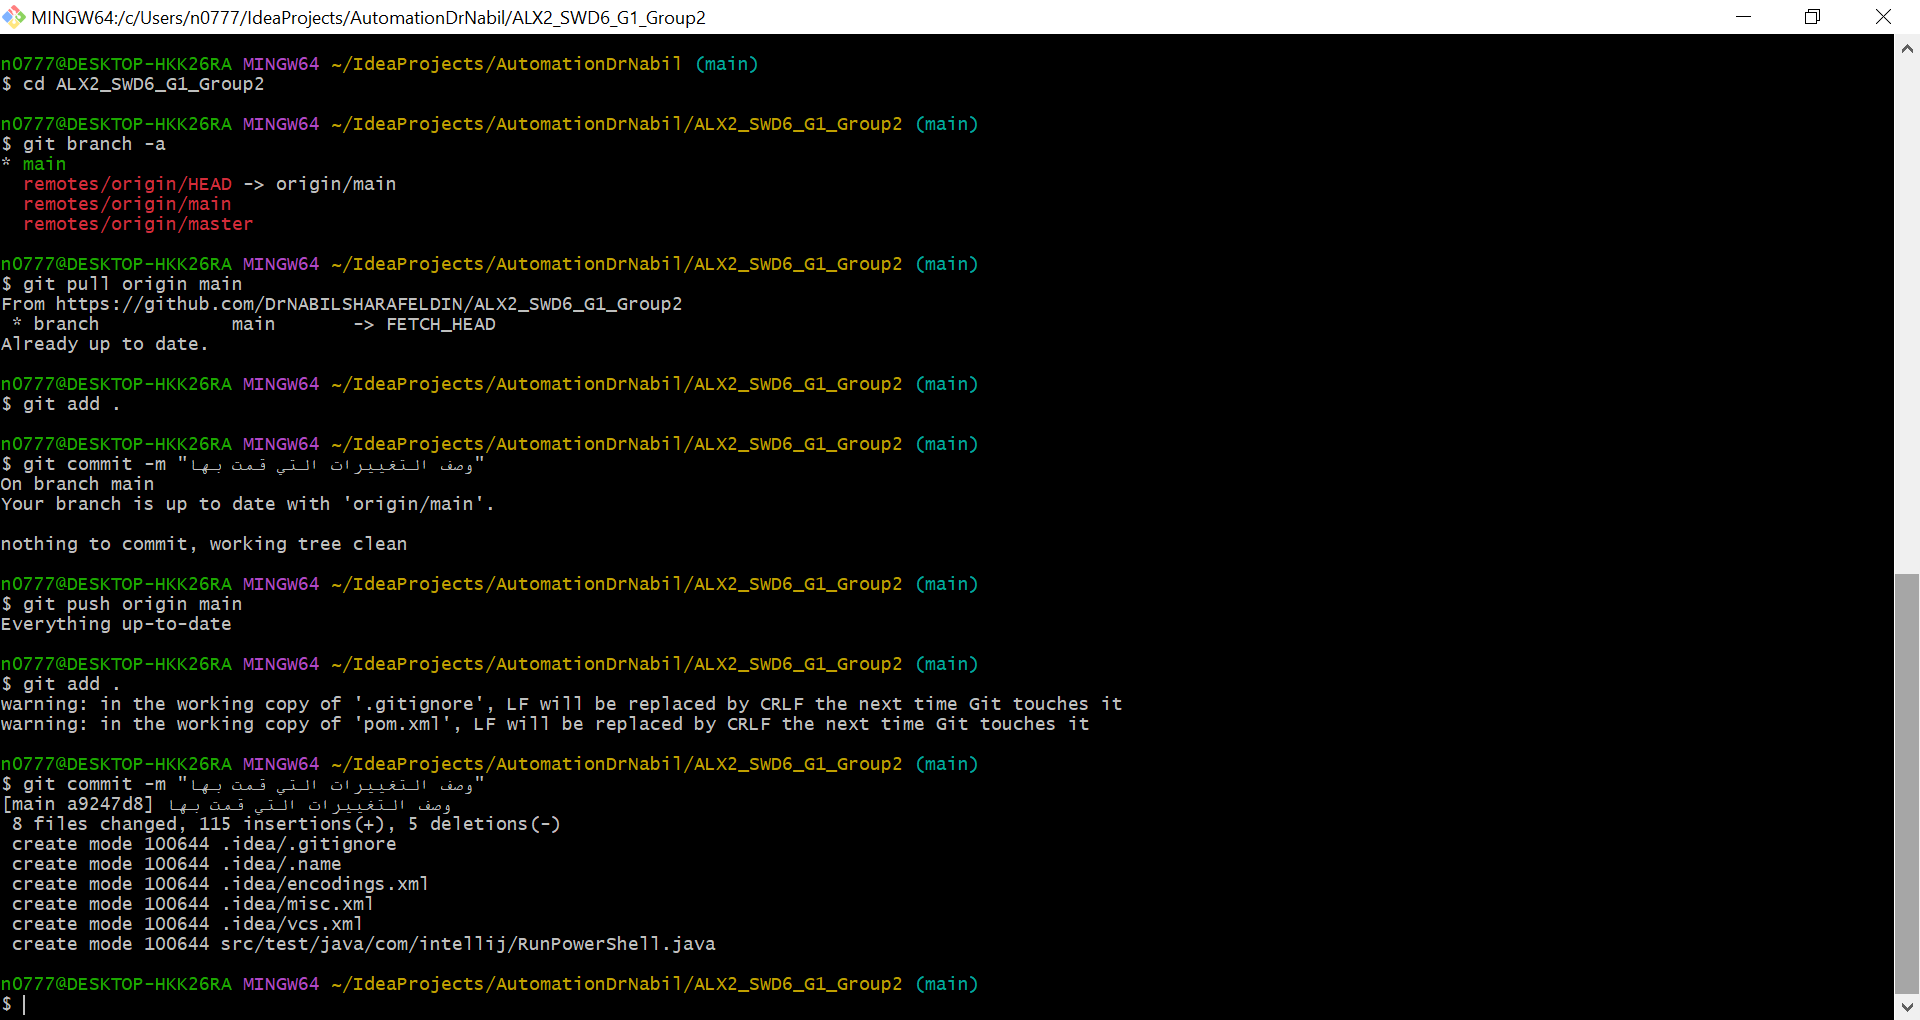 MINGW64:/c/Users/n0777/IdeaProjects/AutomationDrNabil/ALX2_SWD6_G1_Group2
n0777@DESKTOP-HKK26RA MINGW64 ~/IdeaProjects/AutomationDrNabil (main)
$ cd ALX2_SWD6_G1_Group2
n0777@DESKTOP-HKK26RA MINGW64 ~/IdeaProjects/AutomationDrNabil/ALX2_SWD6_G1_Group2 (main)
$ git branch -a
* main
remotes/origin/HEAD -> origin/main
remotes/origin/main
remotes/origin/master
n0777@DESKTOP-HKK26RA MINGW64 ~/IdeaProjects/AutomationDrNabil/ALX2_SWD6_G1_Group2 (main)
$ git pull origin main
From https://github.com/DrNABILSHARAFELDIN/ALX2_SWD6_G1_Group2
* branch main -> FETCH_HEAD
Already up to date.
n0777@DESKTOP-HKK26RA MINGW64 ~/IdeaProjects/AutomationDrNabil/ALX2_SWD6_G1_Group2 (main)
$ git add .
n0777@DESKTOP-HKK26RA MINGW64 ~/IdeaProjects/AutomationDrNabil/ALX2_SWD6_G1_Group2 (main)
$ git commit -m "وصف التغييرات التي قمت بها"
On branch main
Your branch is up to date with 'origin/main'.
nothing to commit, working tree clean
n0777@DESKTOP-HKK26RA MINGW64 ~/IdeaProjects/AutomationDrNabil/ALX2_SWD6_G1_Group2 (main)
$ git push origin main
Everything up-to-date
n0777@DESKTOP-HKK26RA MINGW64 ~/IdeaProjects/AutomationDrNabil/ALX2_SWD6_G1_Group2 (main)
$ git add .
warning: in the working copy of '.gitignore', LF will be replaced by CRLF the next time Git touches it
warning: in the working copy of 'pom.xml', LF will be replaced by CRLF the next time Git touches it
n0777@DESKTOP-HKK26RA MINGW64 ~/IdeaProjects/AutomationDrNabil/ALX2_SWD6_G1_Group2 (main)
$ git commit -m "وصف التغييرات التي قمت بها"
[main a9247d8] وصف التغييرات التي قمت بها
8 files changed, 115 insertions(+), 5 deletions(-)
create mode 100644 .idea/.gitignore
create mode 100644 .idea/.name
create mode 100644 .idea/encodings.xml
create mode 100644 .idea/misc.xml
create mode 100644 .idea/vcs.xml
create mode 100644 src/test/java/com/intellij/RunPowerShell.java
n0777@DESKTOP-HKK26RA MINGW64 ~/IdeaProjects/AutomationDrNabil/ALX2_SWD6_G1_Group2 (main)
$